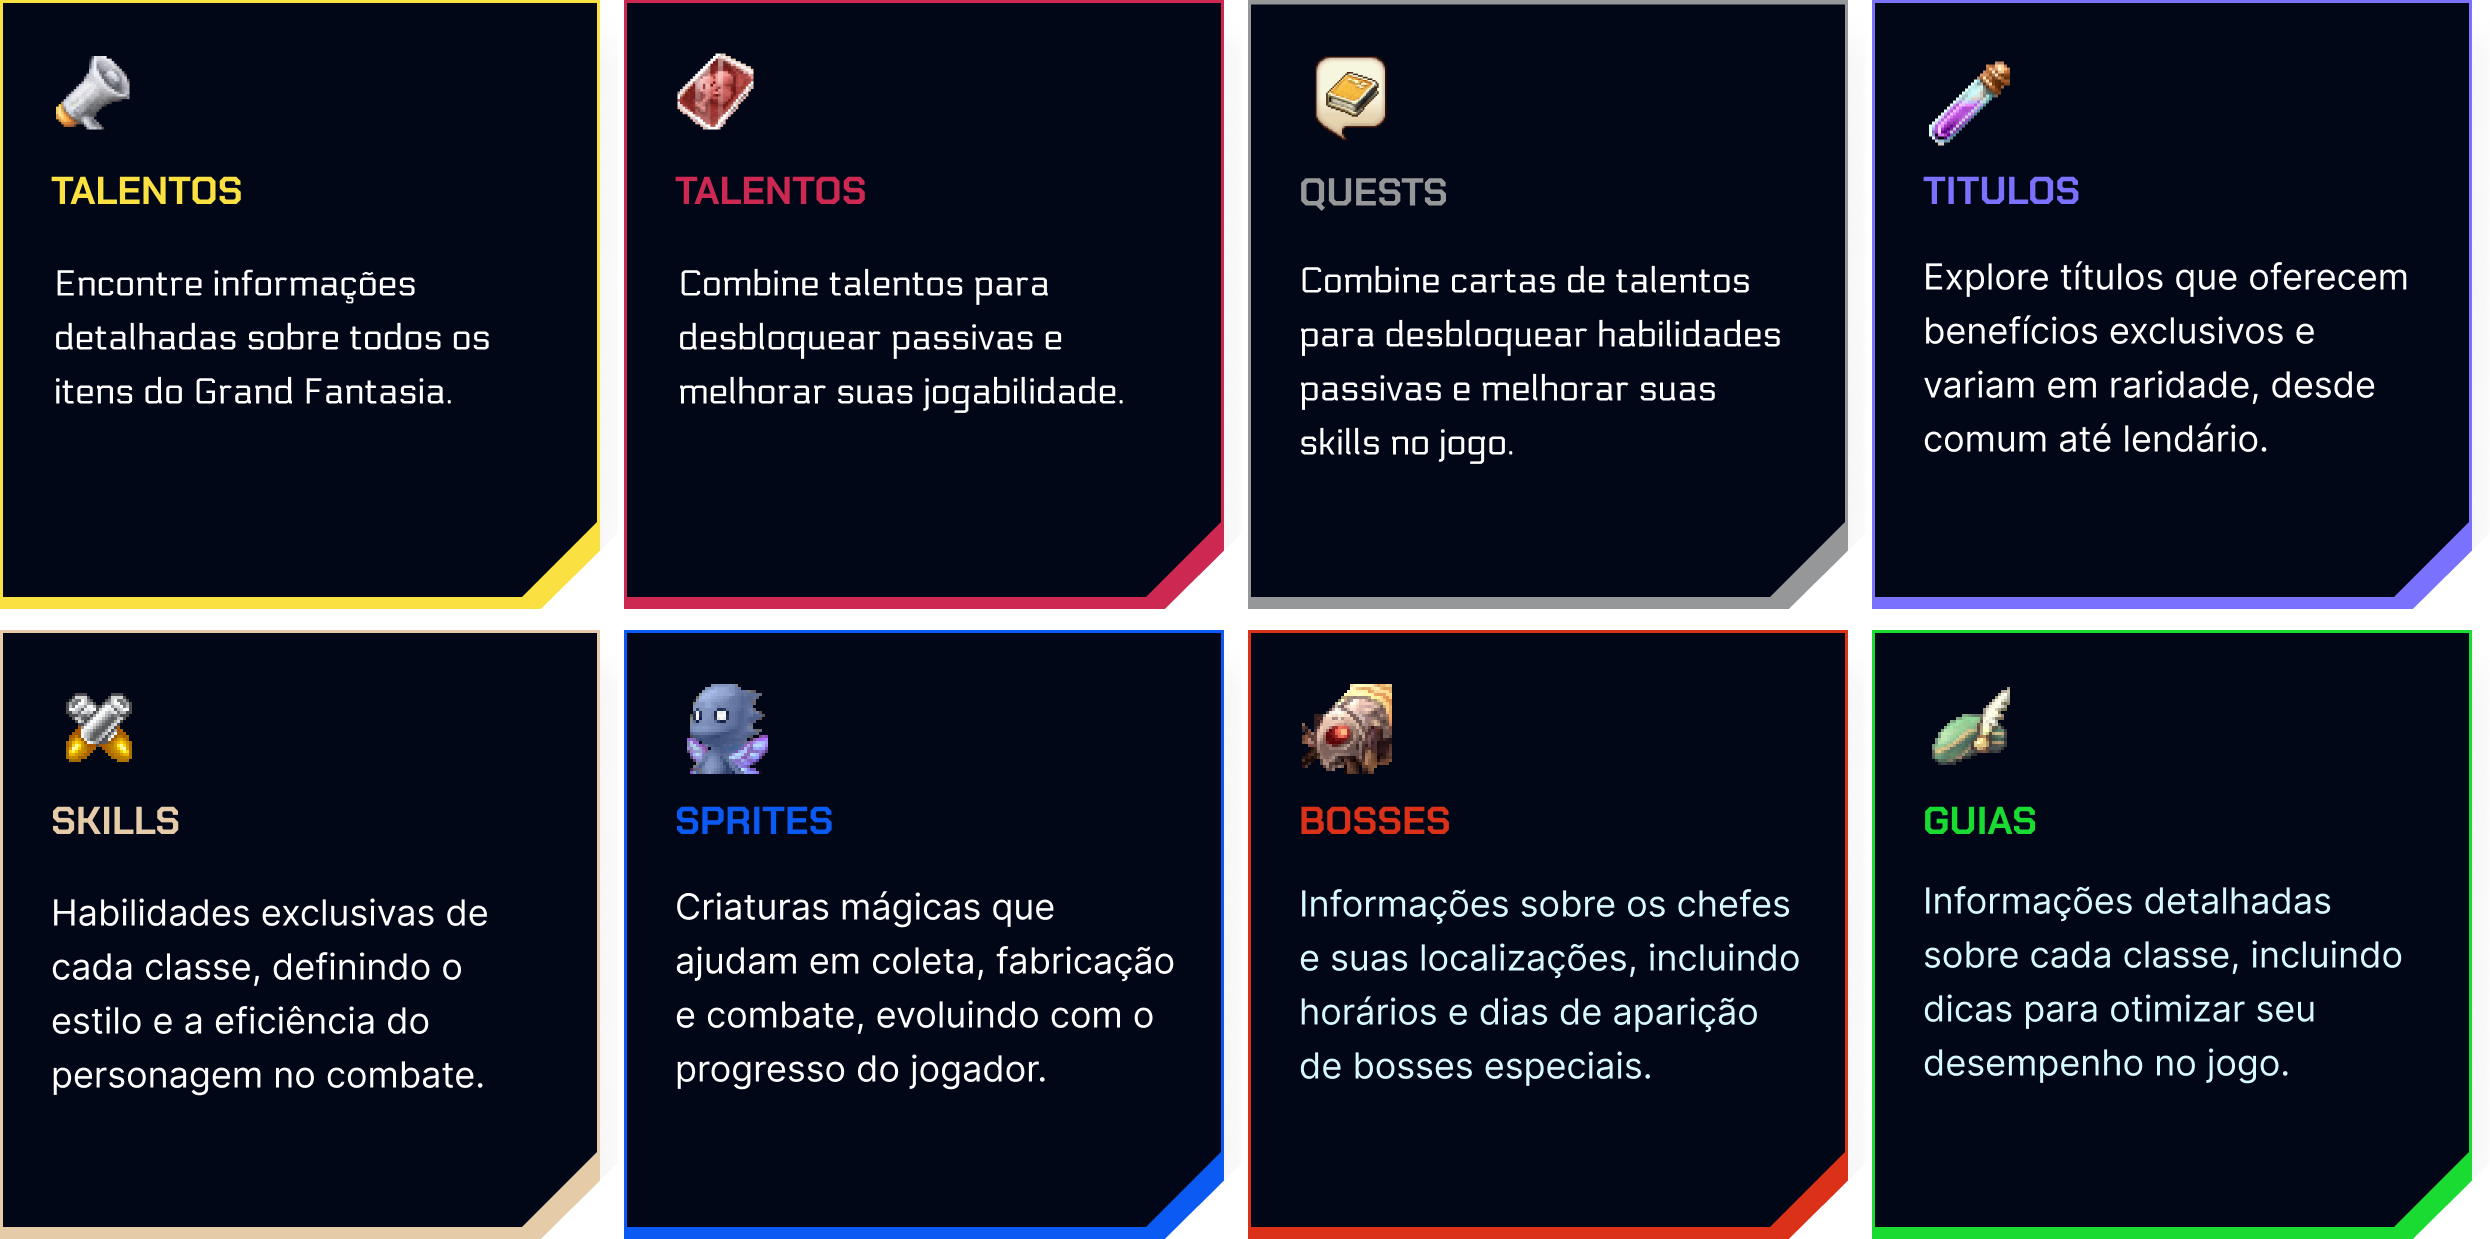 TALENTOS
Encontre informações
detalhadas sobre todos os
itens do Grand Fantasia.
TALENTOS
Combine talentos para
desbloquear passivas e
melhorar suas jogabilidade.
QUESTS
Combine cartas de talentos
para desbloquear habilidades
passivas e melhorar suas
skills no jogo.
TITULOS
Explore títulos que oferecem
benefícios exclusivos e
variam em raridade, desde
comum até lendário.
SKILLS
Habilidades exclusivas de
cada classe, definindo o
estilo e a eficiência do
personagem no combate.
SPRITES
Criaturas mágicas que
ajudam em coleta, fabricação
e combate, evoluindo com o
progresso do jogador.
BOSSES
Informações sobre os chefes
e suas localizações, incluindo
horários e dias de aparição
de bosses especiais.
GUIAS
Informações detalhadas
sobre cada classe, incluindo
dicas para otimizar seu
desempenho no jogo.